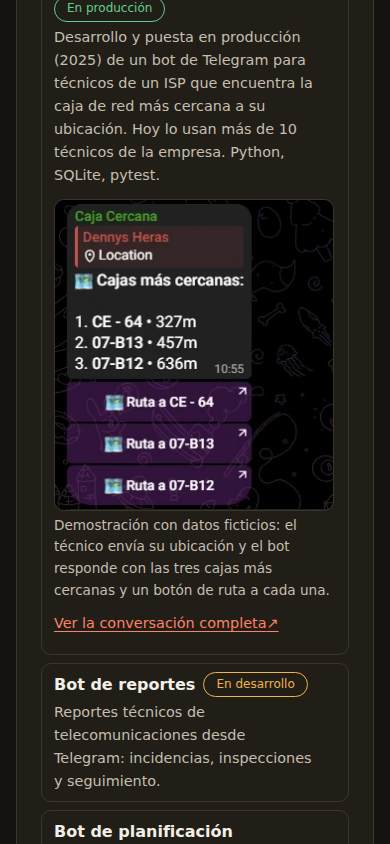 En producción
Desarrollo y puesta en producción
(2025) de un bot de Telegram para
técnicos de un ISP que encuentra la
caja de red más cercana a su
ubicación. Hoy lo usan más de 10
técnicos de la empresa. Python,
SQLite, pytest.
Caja Cercana
Dennys Heras
Location
Cajas más cercanas:
1. CE - 64 • 327m
2. 07-B13 • 457m
3. 07-B12 • 636m
10:55
Ruta a CE - 64
Ruta a 07-B13
Ruta a 07-B12
Demostración con datos ficticios: el
técnico envía su ubicación y el bot
responde con las tres cajas más
cercanas y un botón de ruta a cada una.
Ver la conversación completa↗
Bot de reportes En desarrollo
Reportes técnicos de
telecomunicaciones desde
Telegram: incidencias, inspecciones
y seguimiento.
Bot de planificación